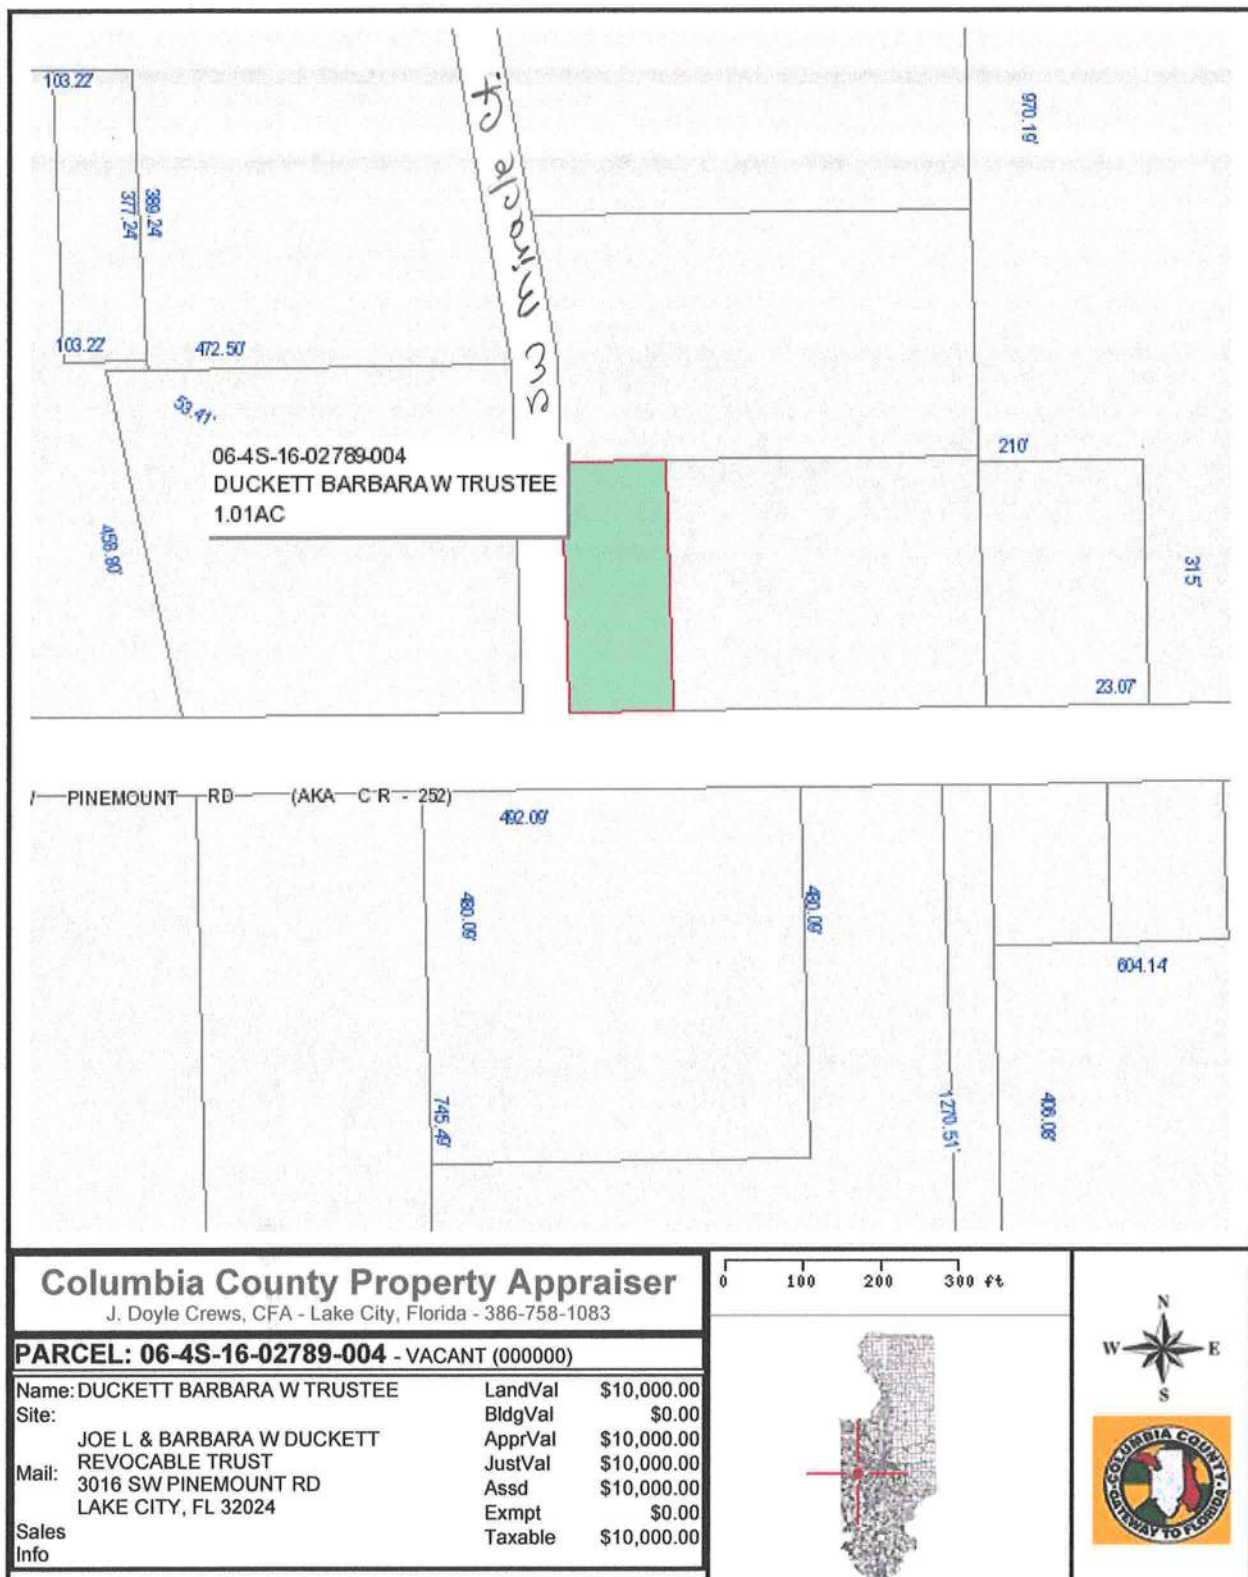 103.22'
970.19'
389.24'
377.24'
SW Miracle Ct.
103.22'
472.50'
53.41'
210'
06-4S-16-02789-004
DUCKETT BARBARA W TRUSTEE
1.01AC
458.80'
315'
23.07'
PINEMOUNT RD (AKA C R - 252)
492.09'
480.09'
480.09'
604.14'
745.49'
1270.51'
406.08'
Columbia County Property Appraiser
J. Doyle Crews, CFA - Lake City, Florida - 386-758-1083
0 100 200 300 ft
PARCEL: 06-4S-16-02789-004 - VACANT (000000)
Name: DUCKETT BARBARA W TRUSTEE LandVal $10,000.00
Site: BldgVal $0.00
JOE L & BARBARA W DUCKETT ApprVal $10,000.00
Mail: REVOCABLE TRUST JustVal $10,000.00
3016 SW PINEMOUNT RD Assd $10,000.00
LAKE CITY, FL 32024 Exmpt $0.00
Sales Taxable $10,000.00
Info
N
W E
S
COLUMBIA COUNTY
GATEWAY TO FLORIDA